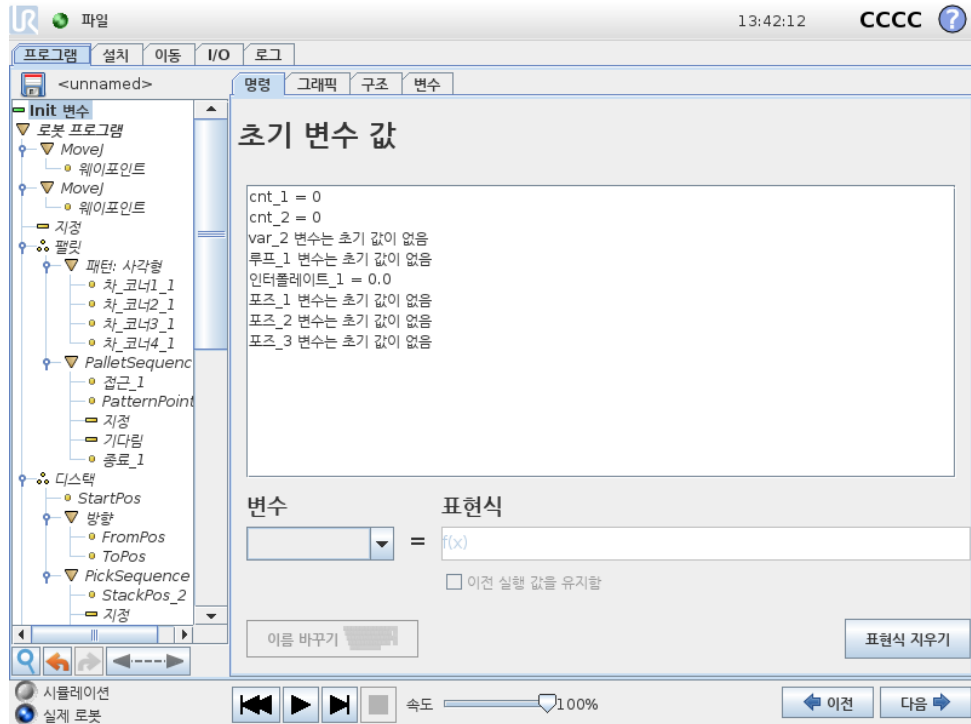 UR 파일 13:42:12 CCCC ?
프로그램 설치 이동 I/O 로그
<unnamed> 명령 그래픽 구조 변수
Init 변수
로봇 프로그램
MoveJ
웨이포인트
MoveJ
웨이포인트
지정
팔릿
패턴: 사각형
차_코너1_1
차_코너2_1
차_코너3_1
차_코너4_1
PalletSequenc
접근_1
PatternPoint
지정
기다림
종료_1
디스택
StartPos
방향
FromPos
ToPos
PickSequence
StackPos_2
지정
초기 변수 값
cnt_1 = 0
cnt_2 = 0
var_2 변수는 초기 값이 없음
루프_1 변수는 초기 값이 없음
인터폴레이트_1 = 0.0
포즈_1 변수는 초기 값이 없음
포즈_2 변수는 초기 값이 없음
포즈_3 변수는 초기 값이 없음
변수 표현식
= f(x)
이전 실행 값을 유지함
이름 바꾸기 표현식 지우기
시뮬레이션
실제 로봇
속도 100% 이전 다음